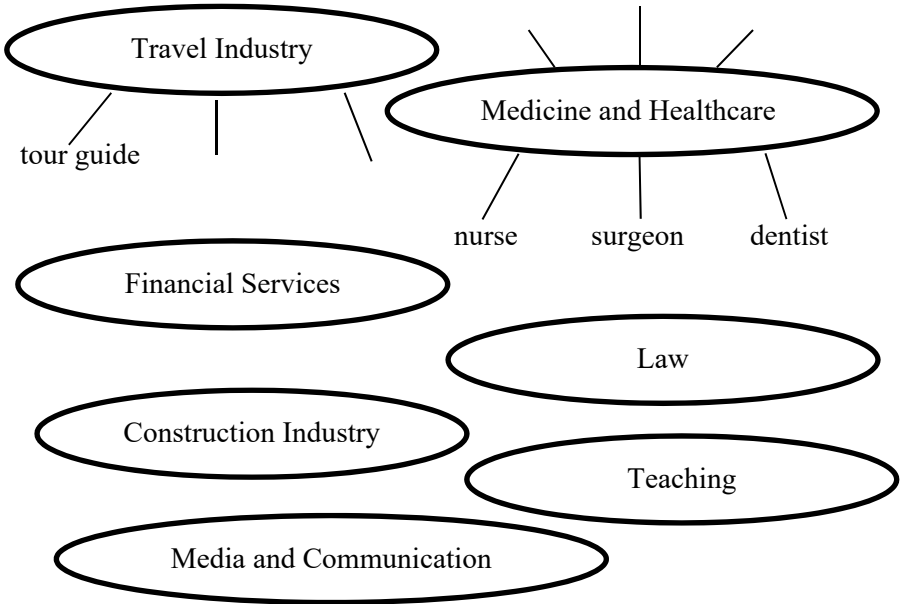 Travel Industry
Medicine and Healthcare
tour guide
nurse surgeon dentist
Financial Services
Law
Construction Industry
Teaching
Media and Communication